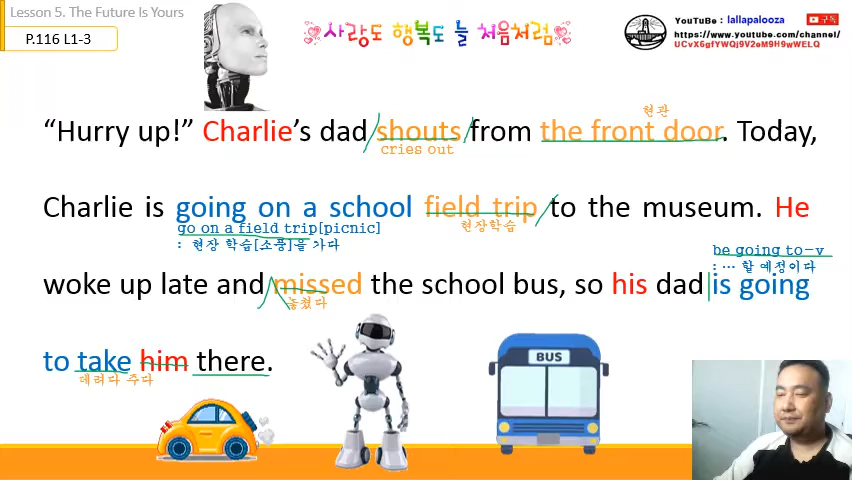 Lesson 5. The Future Is Yours
P.116 L1-3
사랑도 행복도 늘 처음처럼
YouTuBe : lallapalooza
구독
https://www.youtube.com/channel/
UCvX6gfYWQj9V2eM9H9wWELQ
현관
"Hurry up!" Charlie's dad shouts from the front door. Today,
cries out
Charlie is going on a school field trip to the museum. He
go on a field trip[picnic]
현장학습
: 현장 학습[소풍]을 가다
be going to-v
: … 할 예정이다
woke up late and missed the school bus, so his dad is going
놓쳤다
to take him there.
데려다 주다
BUS